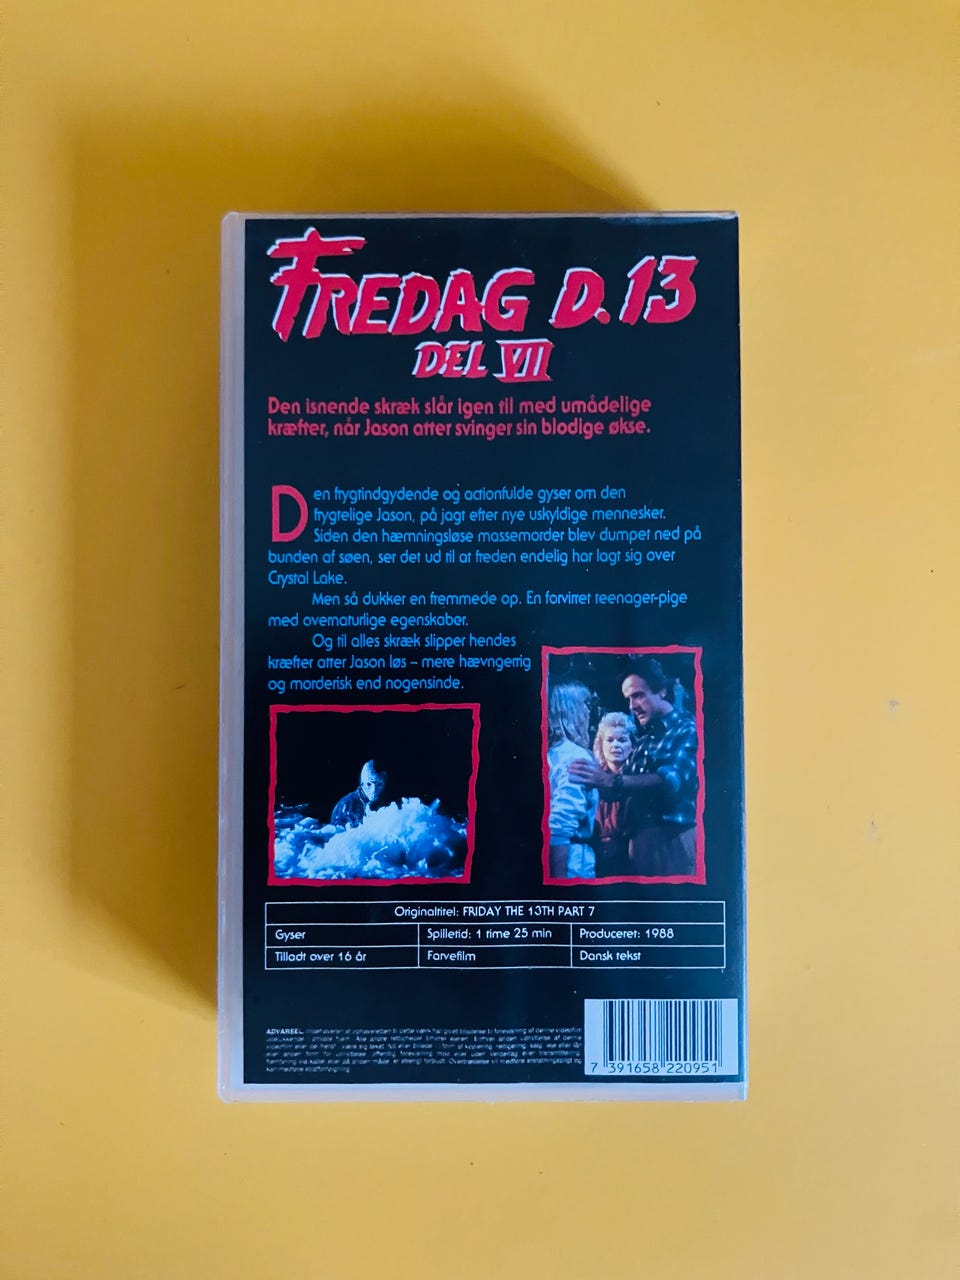 FREDAG D. 13
DEL VII
Den isnende skræk slår igen til med umådelige
kræfter, når Jason atter svinger sin blodige økse.
Den frygtindgydende og actionfulde gyser om den
frygtelige Jason, på jagt efter nye uskyldige mennesker.
Siden den hæmningsløse massemorder blev dumpet ned på
bunden af søen, ser det ud til at freden endelig har lagt sig over
Crystal Lake.
Men så dukker en fremmede op. En forvirret teenager-pige
med overnaturlige egenskaber.
Og til alles skræk slipper hendes
kræfter atter Jason løs – mere hævngerrig
og morderisk end nogensinde.
Originaltitel: FRIDAY THE 13TH PART 7
Gyser Spilletid: 1 time 25 min Produceret: 1988
Tilladt over 16 år Farvefilm Dansk tekst
ADVARSEL
7 391658 220951